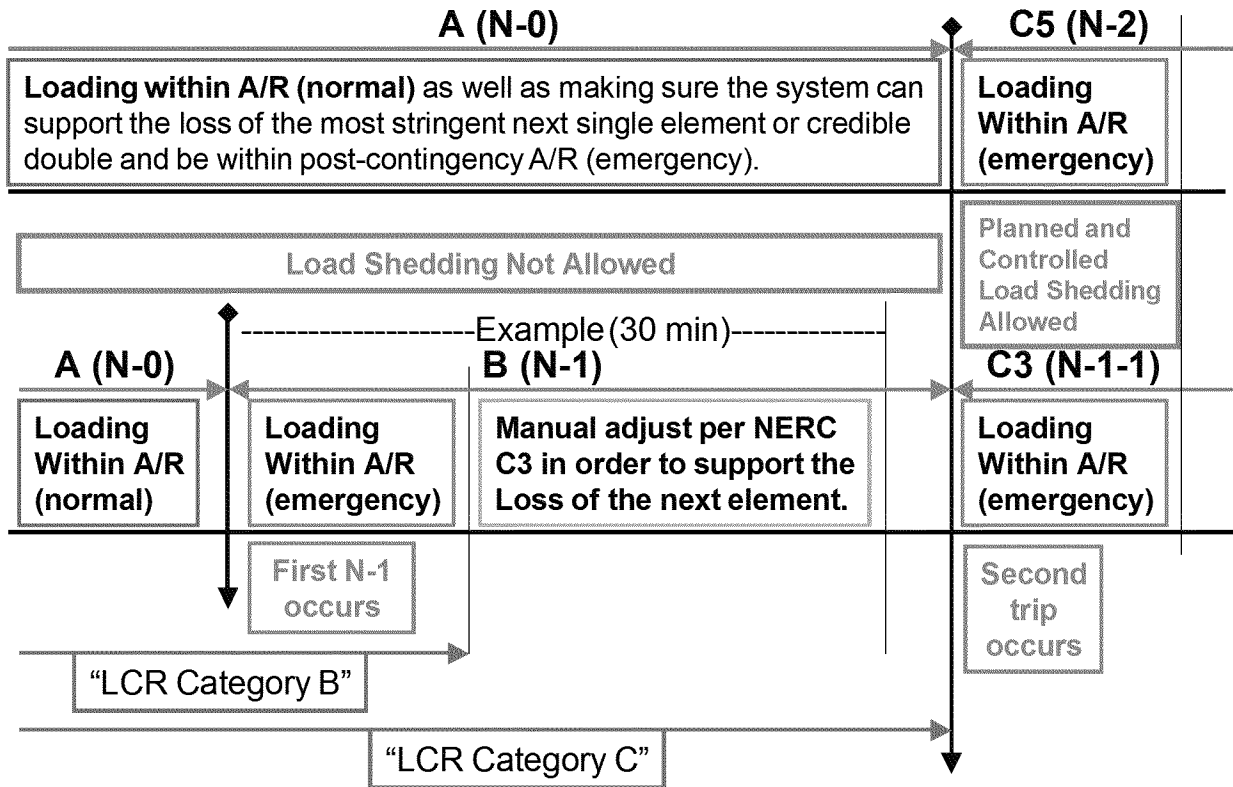 A (N-0)
C5 (N-2)
Loading within A/R (normal) as well as making sure the system can
support the loss of the most stringent next single element or credible
double and be within post-contingency A/R (emergency).
Loading
Within A/R
(emergency)
Load Shedding Not Allowed
Planned and
Controlled
Load Shedding
Allowed
Example (30 min)
A (N-0)
B (N-1)
C3 (N-1-1)
Loading
Within A/R
(normal)
Loading
Within A/R
(emergency)
Manual adjust per NERC
C3 in order to support the
Loss of the next element.
Loading
Within A/R
(emergency)
First N-1
occurs
Second
trip
occurs
“LCR Category B”
“LCR Category C”